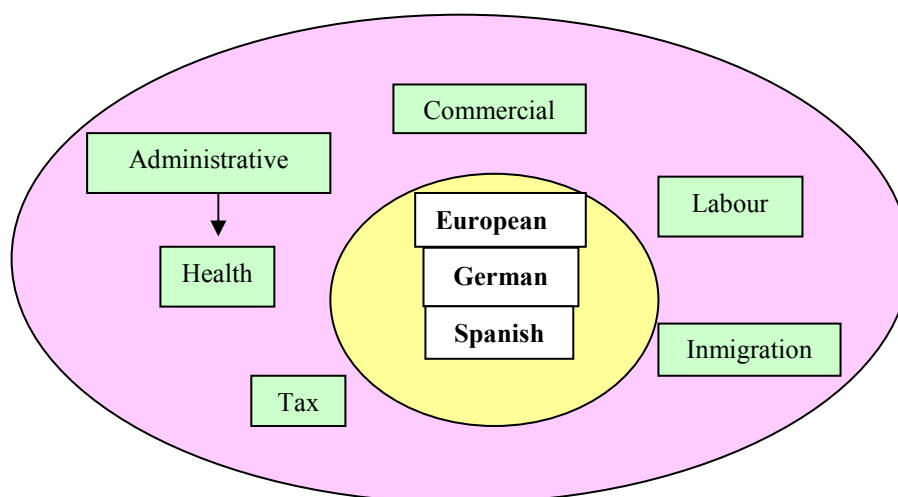 Commercial
Administrative
Labour
European
Health
German
Spanish
Inmigration
Tax